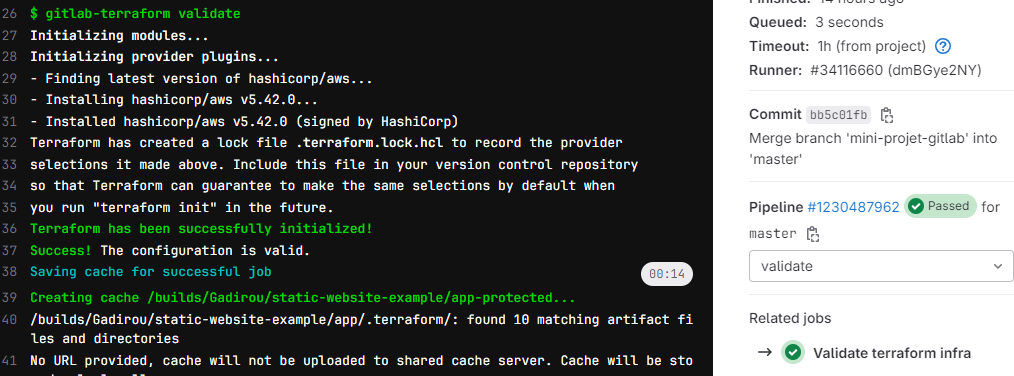 26 $ gitlab-terraform validate
27 Initializing modules...
28 Initializing provider plugins...
29 - Finding latest version of hashicorp/aws...
30 - Installing hashicorp/aws v5.42.0...
31 - Installed hashicorp/aws v5.42.0 (signed by HashiCorp)
32 Terraform has created a lock file .terraform.lock.hcl to record the provider
33 selections it made above. Include this file in your version control repository
34 so that Terraform can guarantee to make the same selections by default when
35 you run "terraform init" in the future.
36 Terraform has been successfully initialized!
37 Success! The configuration is valid.
38 Saving cache for successful job 00:14
39 Creating cache /builds/Gadirou/static-website-example/app-protected...
40 /builds/Gadirou/static-website-example/app/.terraform/: found 10 matching artifact fi
les and directories
41 No URL provided, cache will not be uploaded to shared cache server. Cache will be sto
Finished: 14 hours ago
Queued: 3 seconds
Timeout: 1h (from project)
Runner: #34116660 (dmBGye2NY)
Commit bb5c01fb
Merge branch 'mini-projet-gitlab' into
'master'
Pipeline #1230487962 Passed for
master
validate
Related jobs
→ Validate terraform infra